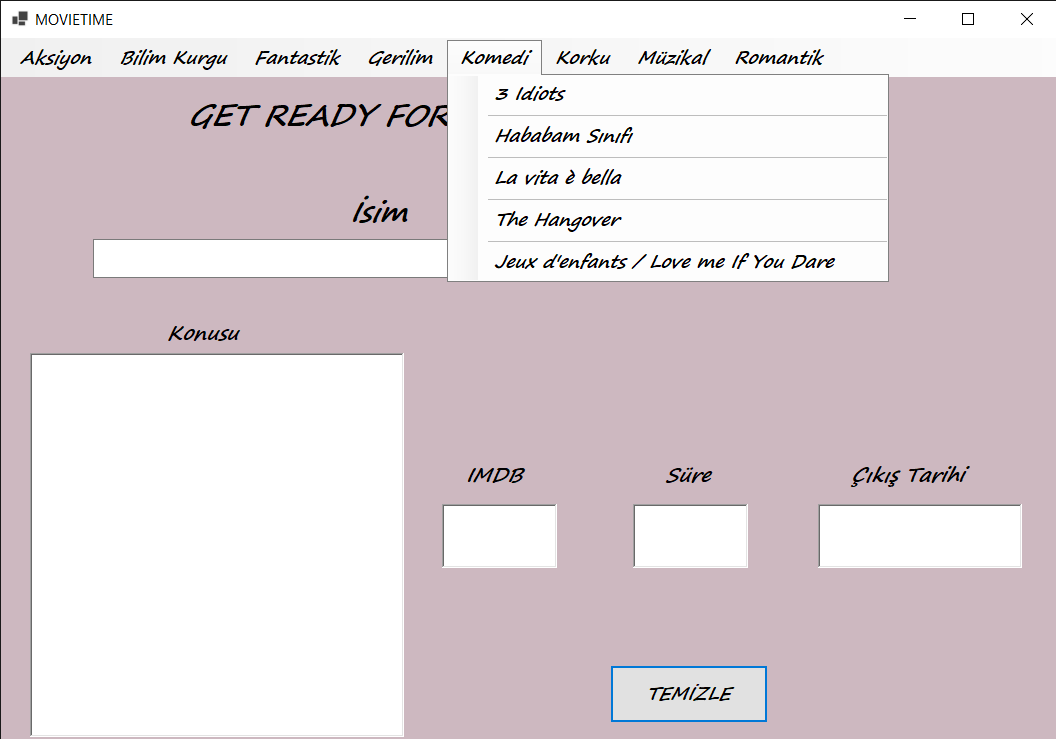 MOVIETIME
Aksiyon Bilim Kurgu Fantastik Gerilim Komedi Korku Müzikal Romantik
3 Idiots
Hababam Sınıfı
La vita è bella
The Hangover
Jeux d'enfants / Love me If You Dare
GET READY FOR
İsim
Konusu
IMDB Süre Çıkış Tarihi
TEMİZLE